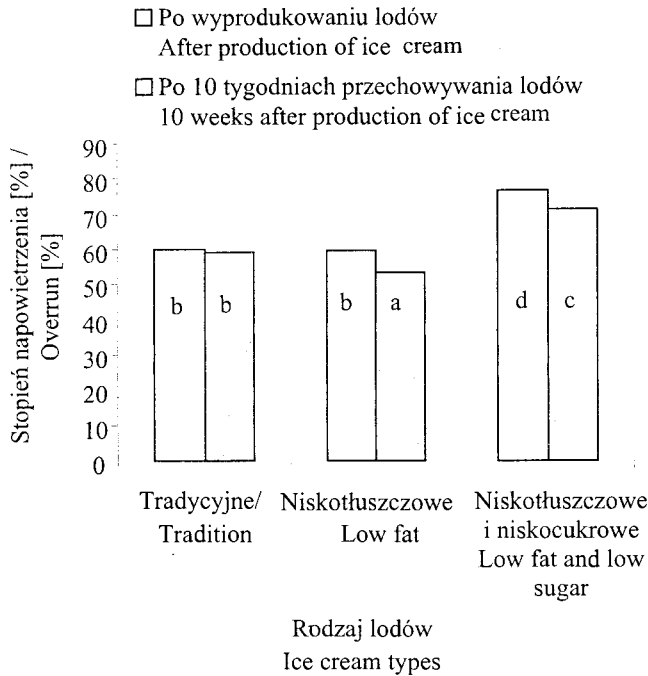 Po wyprodukowaniu lodów
After production of ice cream
Po 10 tygodniach przechowywania lodów
10 weeks after production of ice cream
Stopień napowietrzenia [%] /
Overrun [%]
90
80
70
60
50
40
30
20
10
0
b
b
b
a
d
c
Tradycyjne/
Tradition
Niskotłuszczowe
Low fat
Niskotłuszczowe
i niskocukrowe
Low fat and low
sugar
Rodzaj lodów
Ice cream types